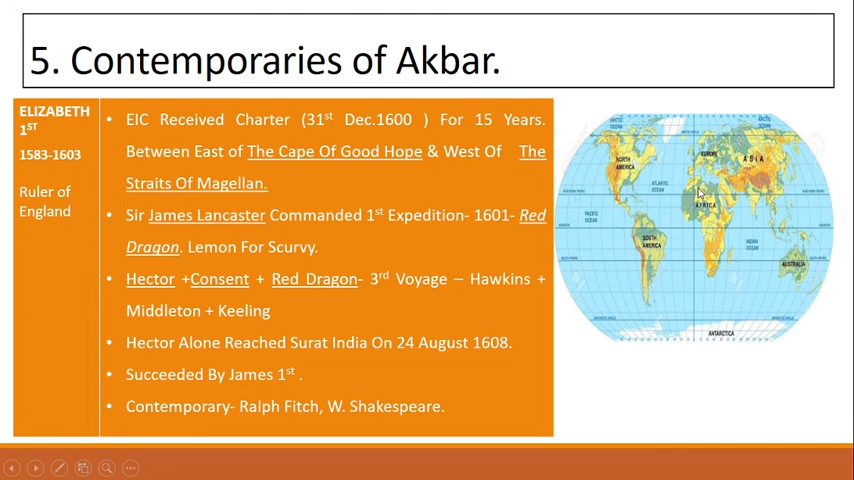 5. Contemporaries of Akbar.
ELIZABETH
1ST
1583-1603
Ruler of
England
• EIC Received Charter (31st Dec.1600 ) For 15 Years.
Between East of The Cape Of Good Hope & West Of The
Straits Of Magellan.
• Sir James Lancaster Commanded 1st Expedition- 1601- Red
Dragon. Lemon For Scurvy.
• Hector +Consent + Red Dragon- 3rd Voyage – Hawkins +
Middleton + Keeling
• Hector Alone Reached Surat India On 24 August 1608.
• Succeeded By James 1st .
• Contemporary- Ralph Fitch, W. Shakespeare.
ARCTIC
OCEAN
ARCTIC
OCEAN
NORTH
AMERICA
EUROPE
ASIA
ATLANTIC
OCEAN
AFRICA
PACIFIC
OCEAN
SOUTH
AMERICA
INDIAN
OCEAN
AUSTRALIA
ANTARCTICA